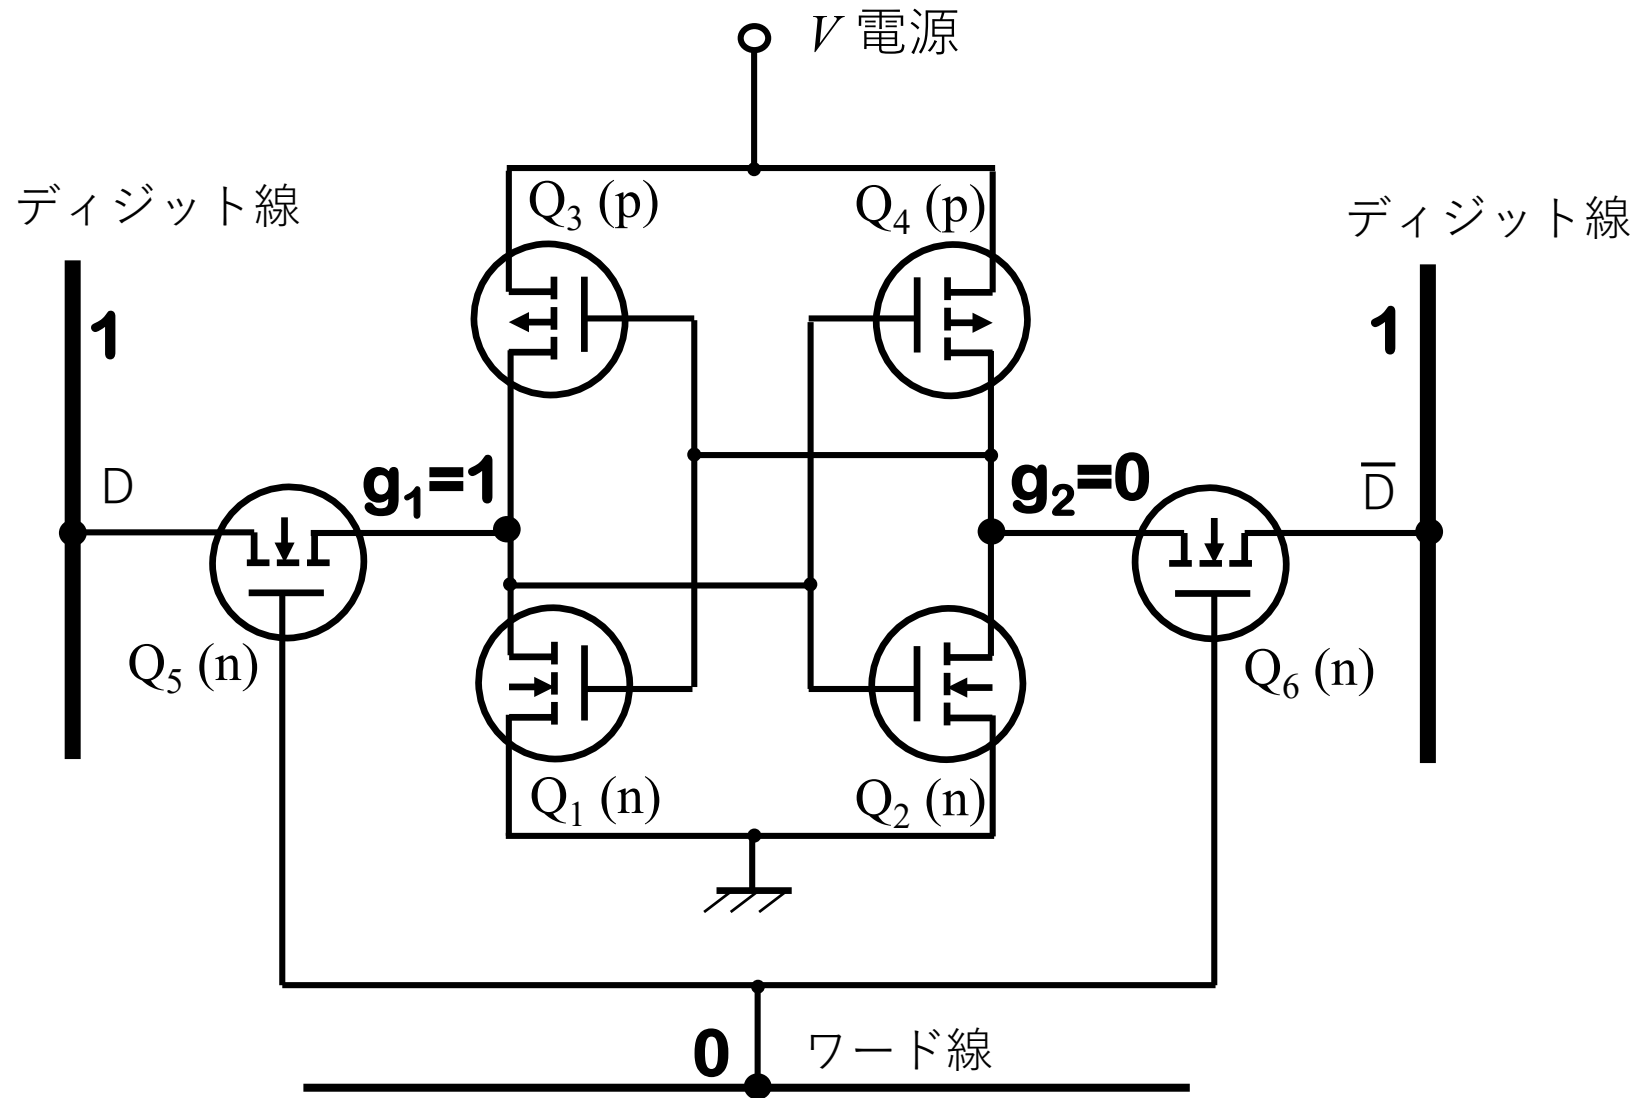 V 電源
ディジット線
Q3 (p)
Q4 (p)
ディジット線
1
1
D
g1=1
g2=0
D̅
Q5 (n)
Q6 (n)
Q1 (n)
Q2 (n)
0
ワード線